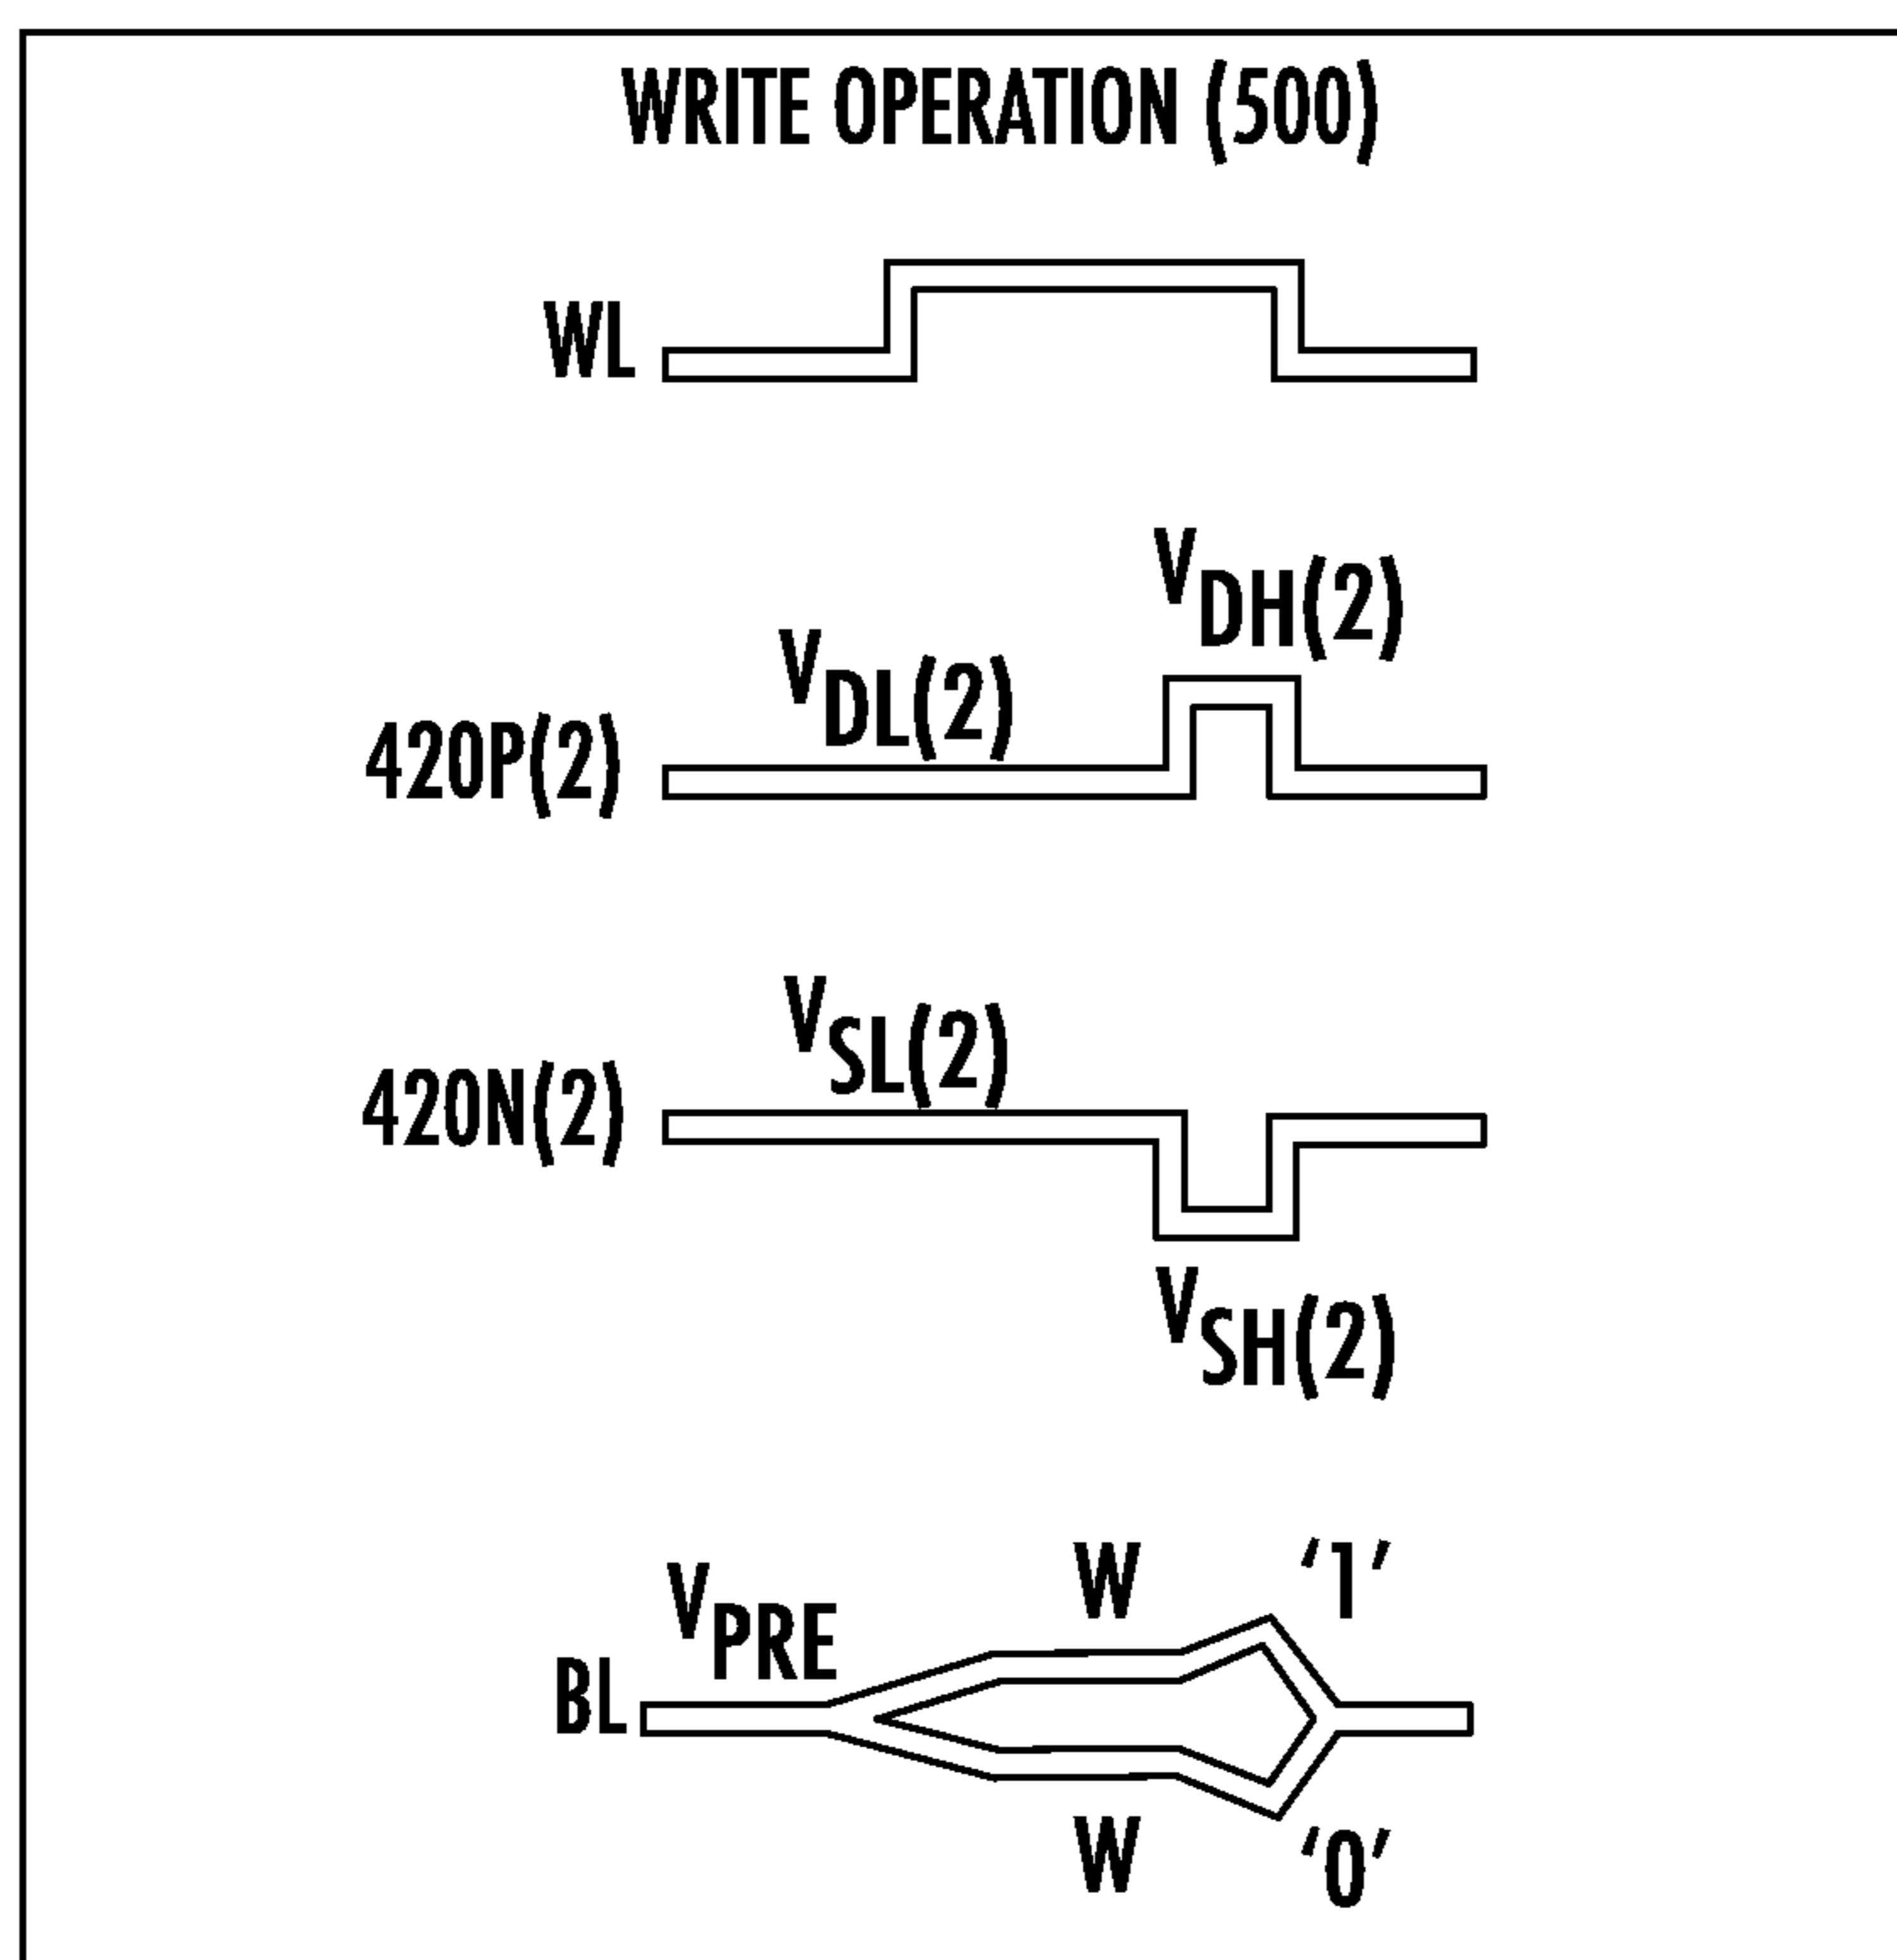 WRITE OPERATION (500)
WL
VDH(2)
VDL(2)
420P(2)
VSL(2)
420N(2)
VSH(2)
W '1'
VPRE
BL
W '0'